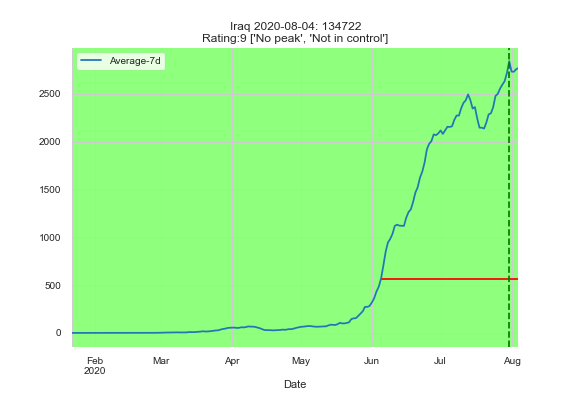 Iraq 2020-08-04: 134722
Rating:9 ['No peak', 'Not in control']
Average-7d
2500
2000
1500
1000
500
0
Feb Mar Apr May Jun Jul Aug
2020
Date